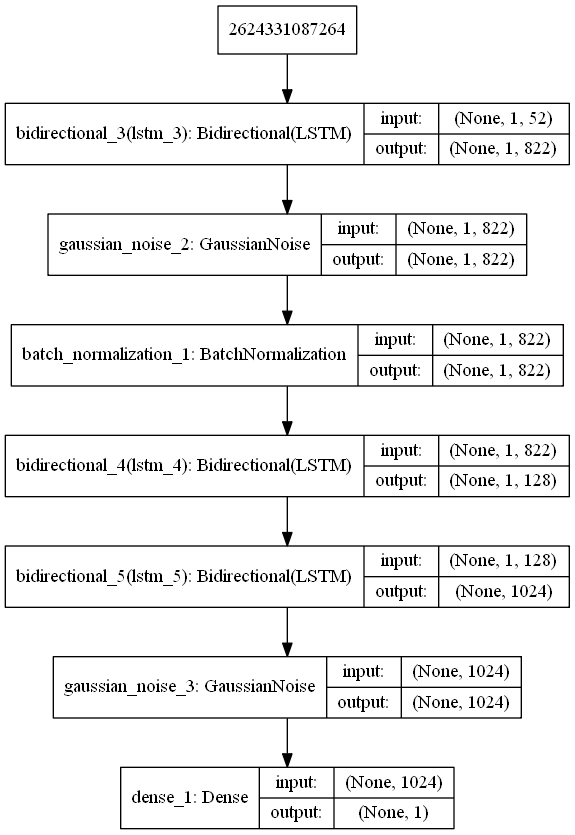 2624331087264
bidirectional_3(lstm_3): Bidirectional(LSTM)
input: (None, 1, 52)
output: (None, 1, 822)
gaussian_noise_2: GaussianNoise
input: (None, 1, 822)
output: (None, 1, 822)
batch_normalization_1: BatchNormalization
input: (None, 1, 822)
output: (None, 1, 822)
bidirectional_4(lstm_4): Bidirectional(LSTM)
input: (None, 1, 822)
output: (None, 1, 128)
bidirectional_5(lstm_5): Bidirectional(LSTM)
input: (None, 1, 128)
output: (None, 1024)
gaussian_noise_3: GaussianNoise
input: (None, 1024)
output: (None, 1024)
dense_1: Dense
input: (None, 1024)
output: (None, 1)